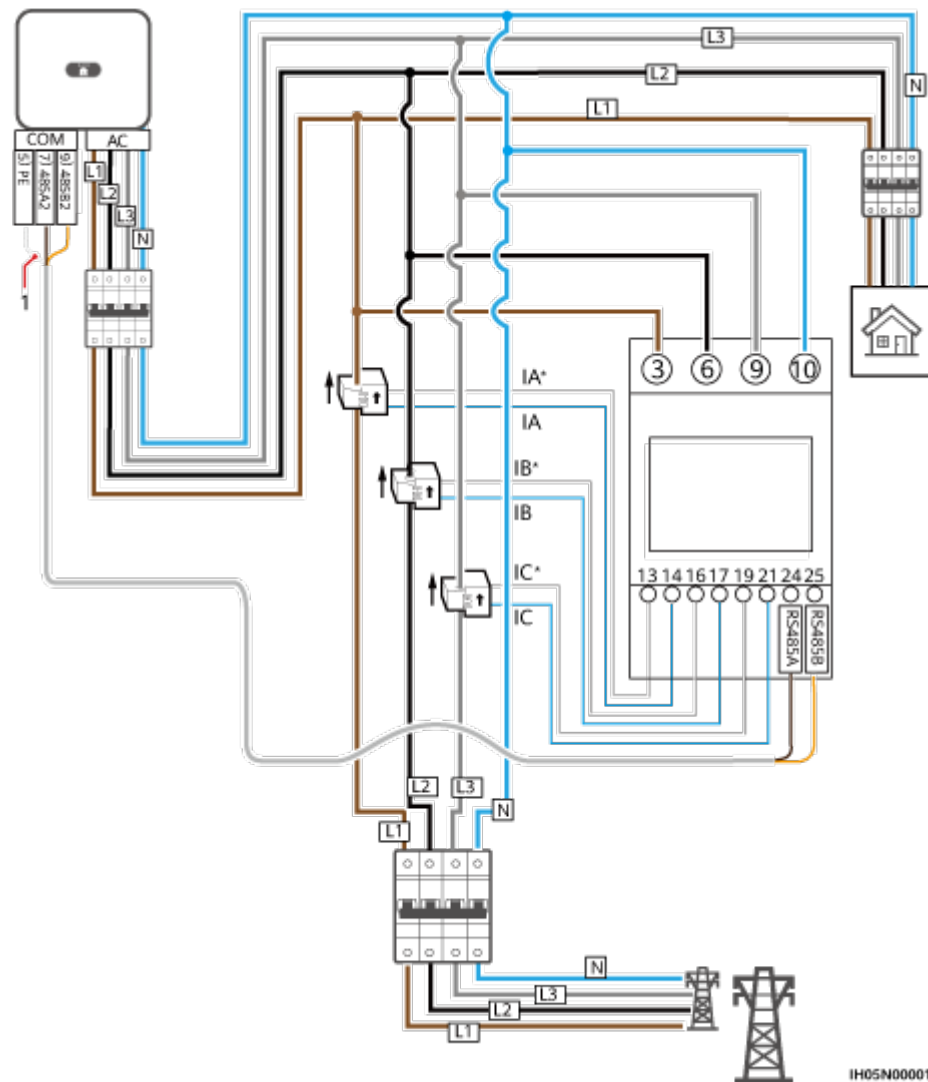 L3
L2
N
L1
COM
AC
5) PE
7) 485A2
9) 485B2
L1
L2
L3
N
1
3
6
9
10
IA*
IA
IB*
IB
IC*
IC
13 14 16 17 19 21 24 25
RS485A
RS485B
L2
L3
N
L1
N
L3
L2
L1
IH05N00001